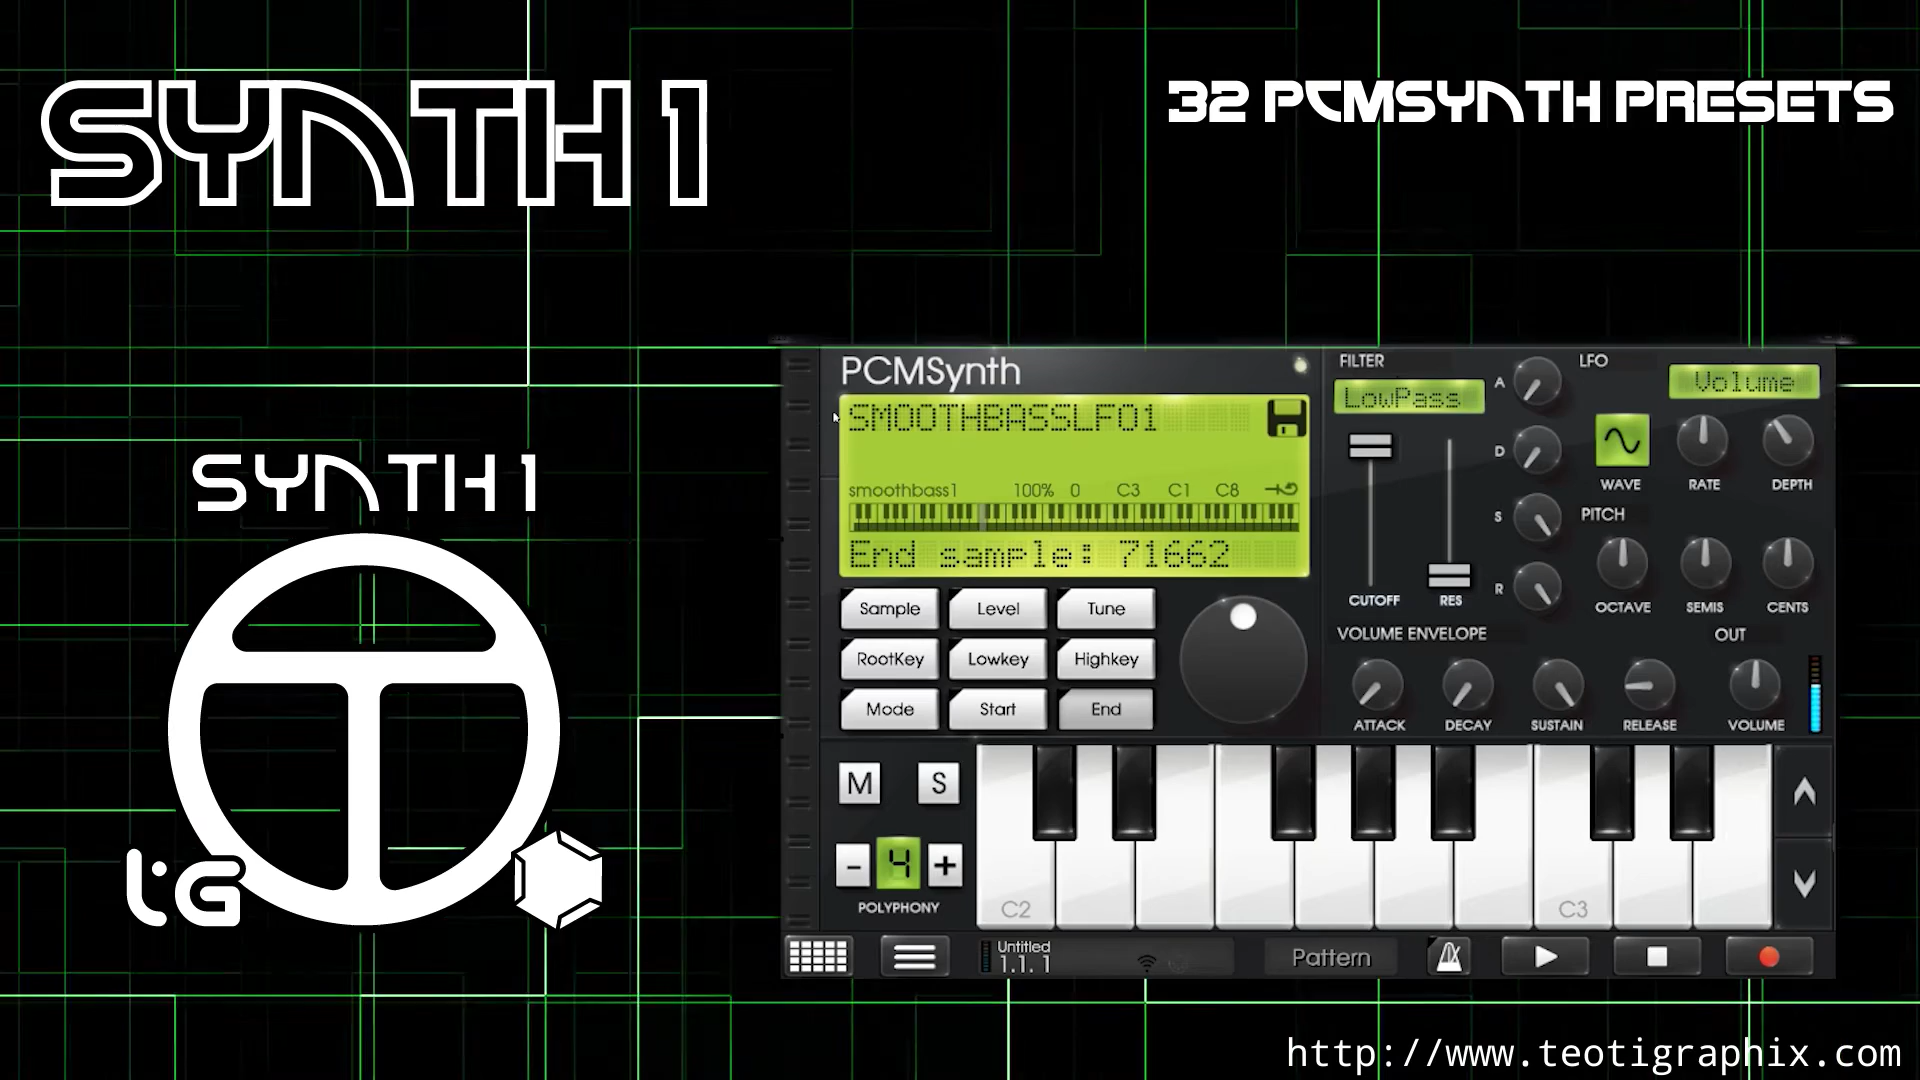 SYNTH 1
32 PCMSYNTH PRESETS
SYNTH 1
tG
PCMSynth
SMOOTHBASSLFO1
smoothbass1 100% 0 C3 C1 C8
End sample: 71662
Sample Level Tune
RootKey Lowkey Highkey
Mode Start End
FILTER
LowPass
CUTOFF RES
A
D
S
R
LFO
Volume
WAVE RATE DEPTH
PITCH
OCTAVE SEMIS CENTS
VOLUME ENVELOPE
OUT
ATTACK DECAY SUSTAIN RELEASE VOLUME
M S
- 4 +
POLYPHONY
C2 C3
Untitled
1.1. 1
Pattern
http://www.teotigraphix.com